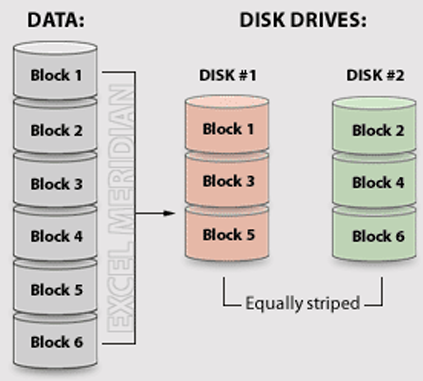 DATA:
DISK DRIVES:
Block 1
Block 2
Block 3
Block 4
Block 5
Block 6
EXCEL MERIDIAN
DISK #1
Block 1
Block 3
Block 5
DISK #2
Block 2
Block 4
Block 6
Equally striped